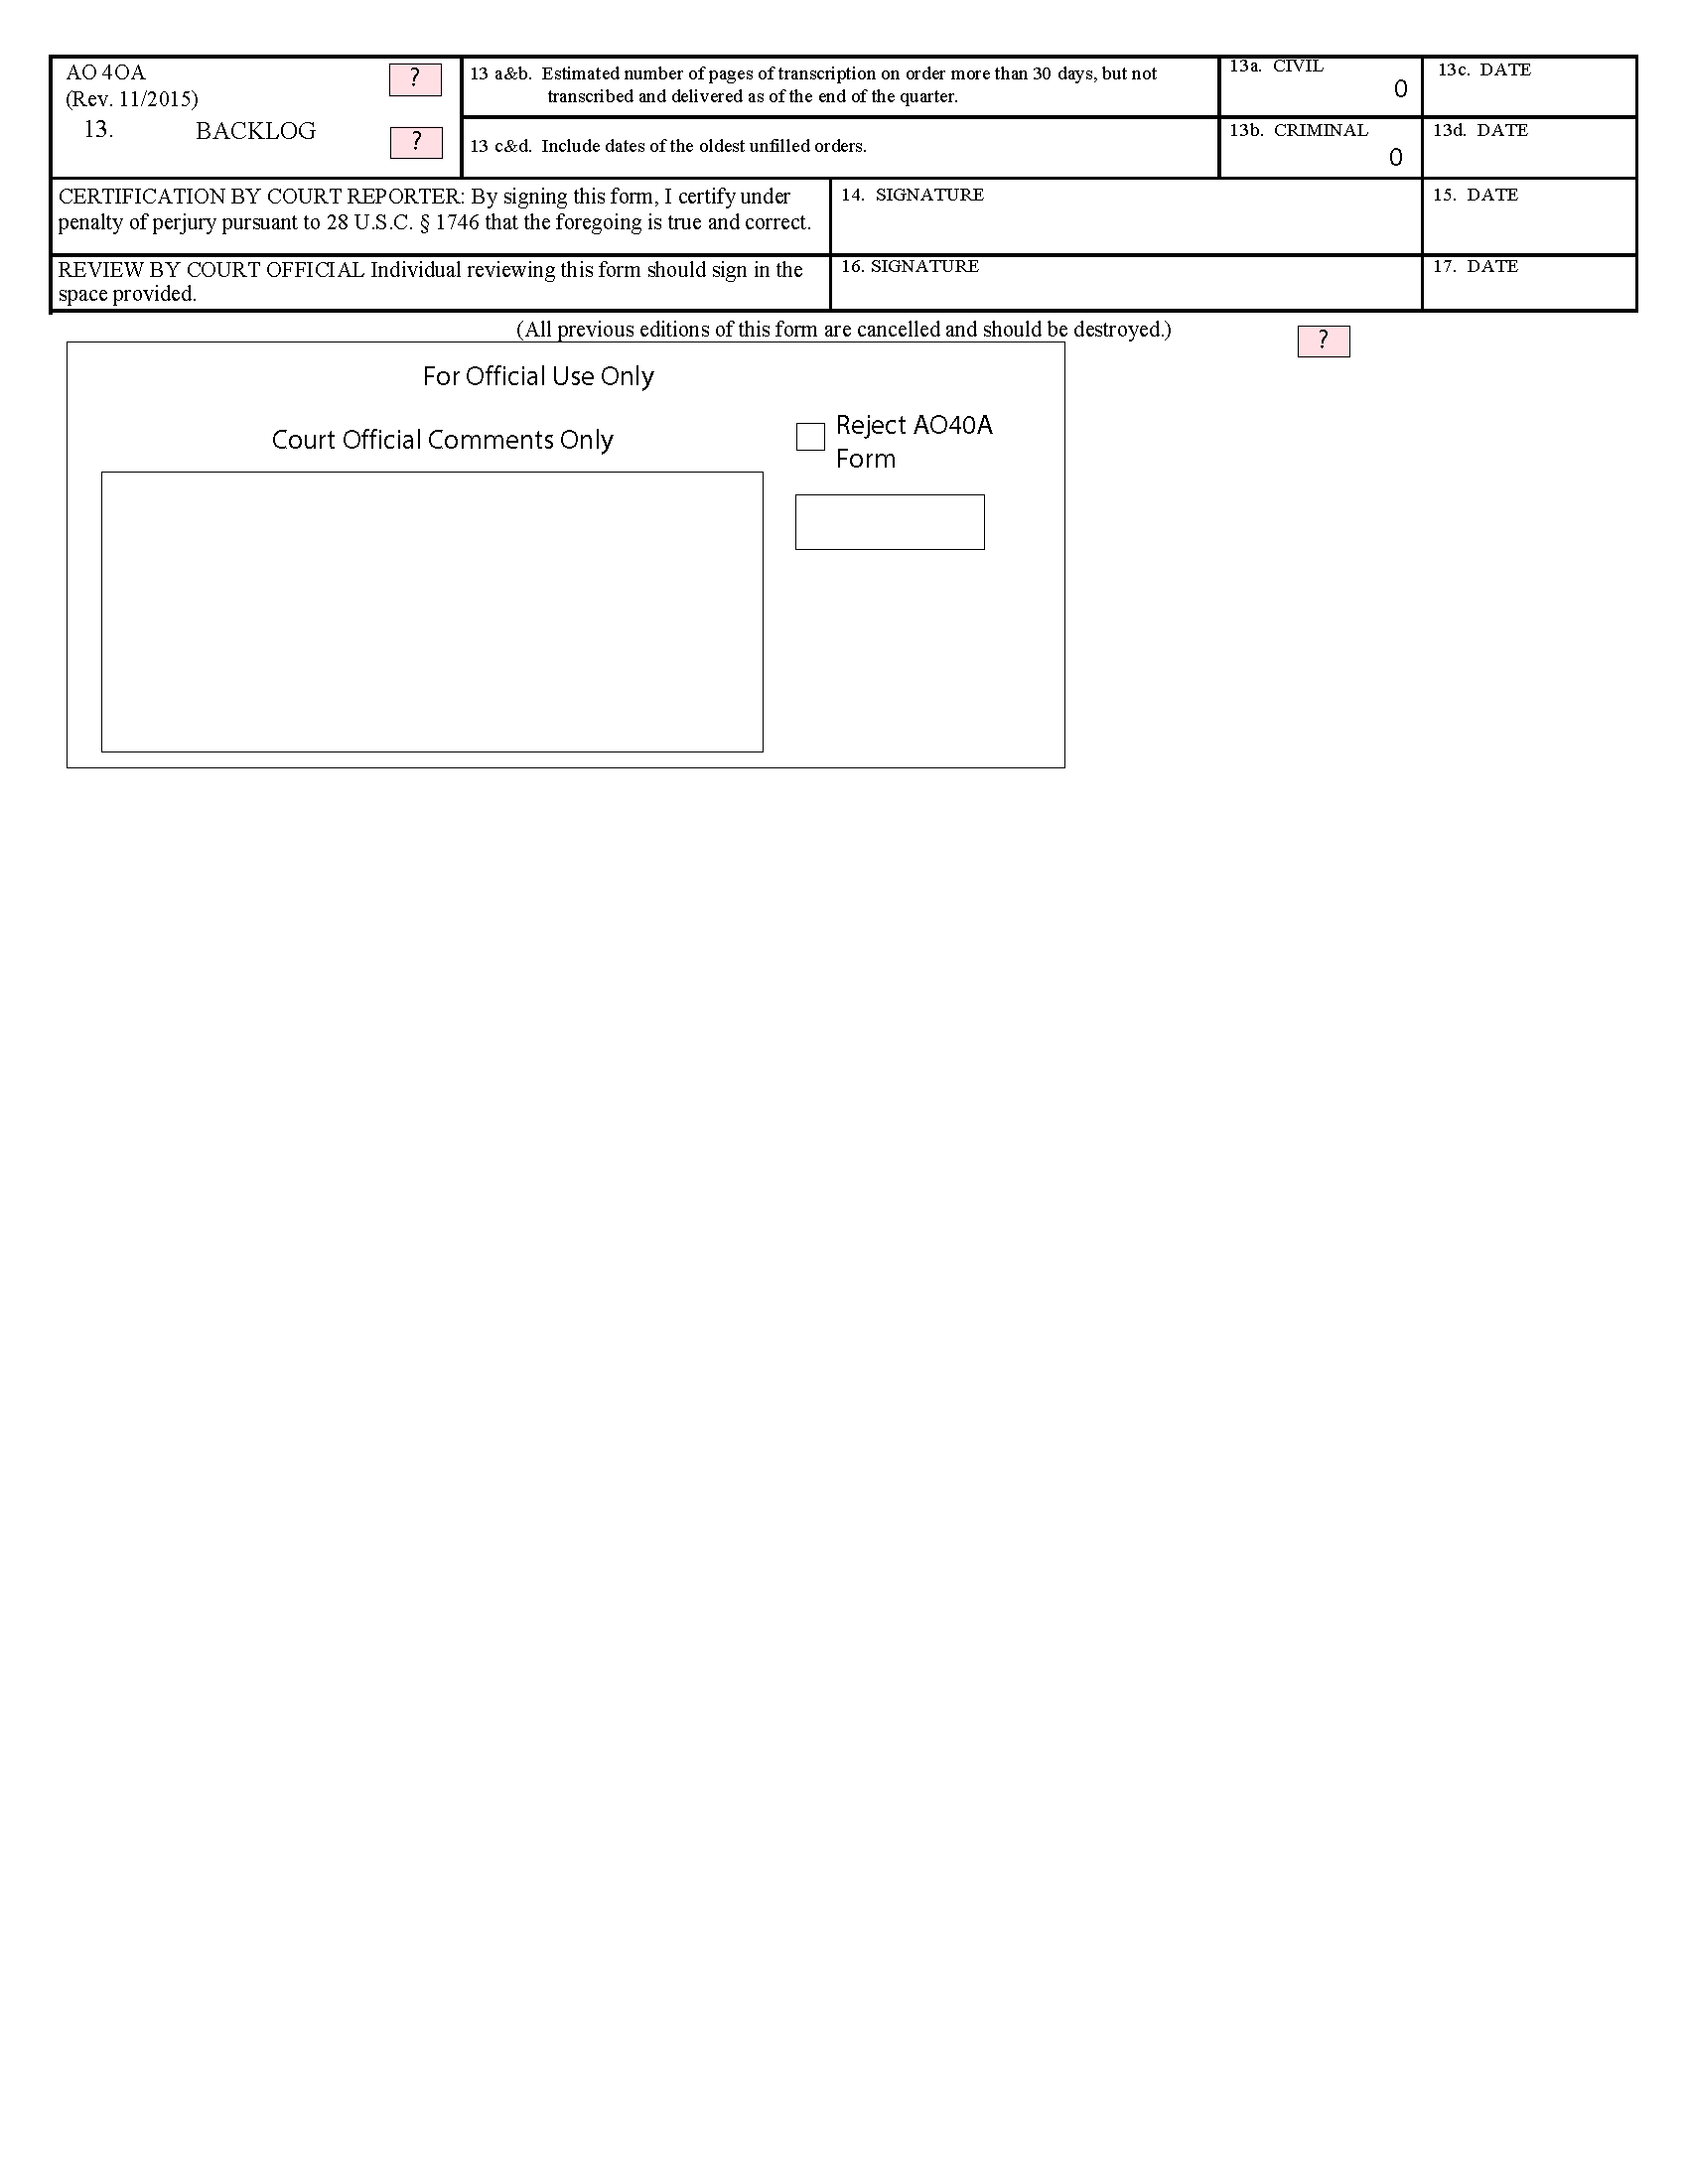 AO 4OA
(Rev. 11/2015)
?
13. BACKLOG
?
13 a&b. Estimated number of pages of transcription on order more than 30 days, but not
transcribed and delivered as of the end of the quarter.
13a. CIVIL
0
13c. DATE
13 c&d. Include dates of the oldest unfilled orders.
13b. CRIMINAL
0
13d. DATE
CERTIFICATION BY COURT REPORTER: By signing this form, I certify under
penalty of perjury pursuant to 28 U.S.C. § 1746 that the foregoing is true and correct.
14. SIGNATURE
15. DATE
REVIEW BY COURT OFFICIAL Individual reviewing this form should sign in the
space provided.
16. SIGNATURE
17. DATE
(All previous editions of this form are cancelled and should be destroyed.)
?
For Official Use Only
Court Official Comments Only
Reject AO40A
Form